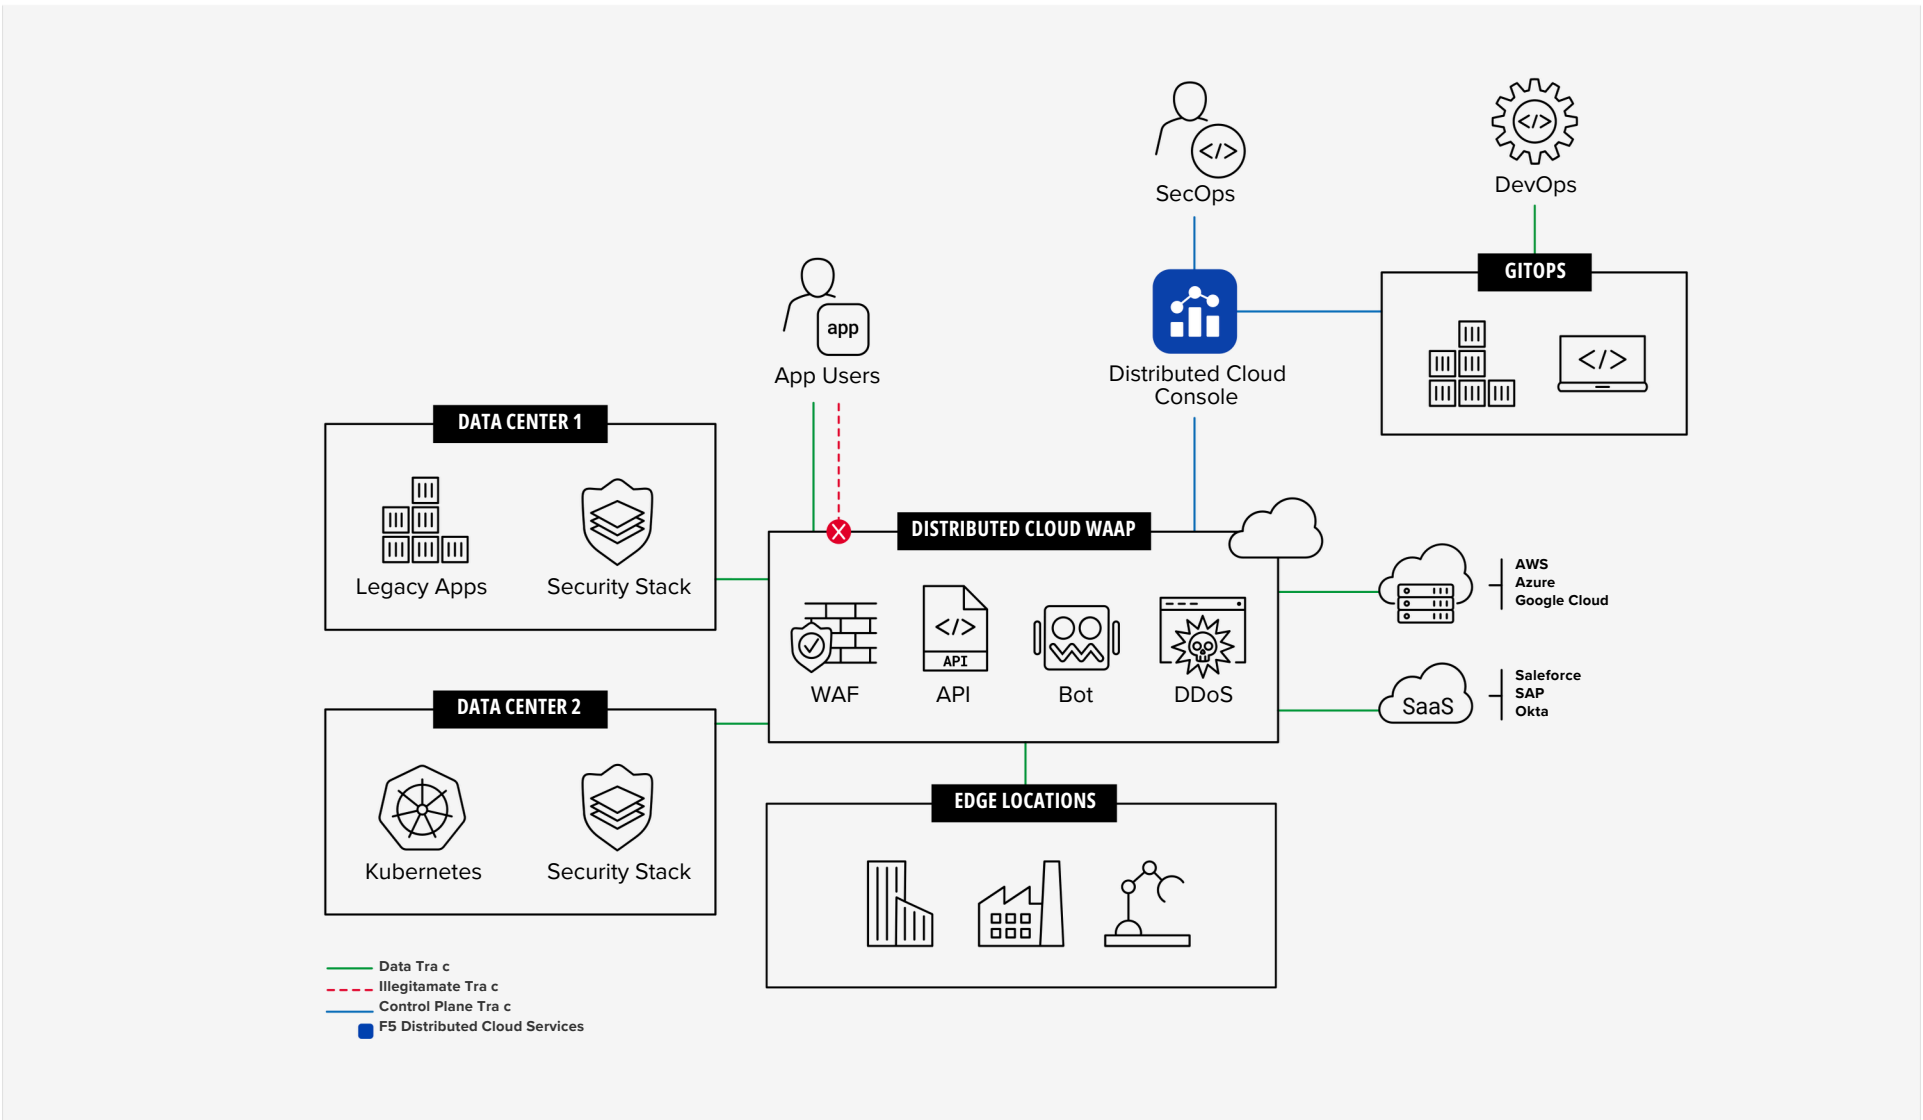 SecOps
DevOps
GITOPS
</>
</>
</>
app
App Users
Distributed Cloud
Console
DATA CENTER 1
Legacy Apps
Security Stack
DISTRIBUTED CLOUD WAAP
X
</>
API
WAF
API
Bot
DDoS
AWS
Azure
Google Cloud
SaaS
Saleforce
SAP
Okta
DATA CENTER 2
Kubernetes
Security Stack
EDGE LOCATIONS
Data Tra c
Illegitamate Tra c
Control Plane Tra c
F5 Distributed Cloud Services